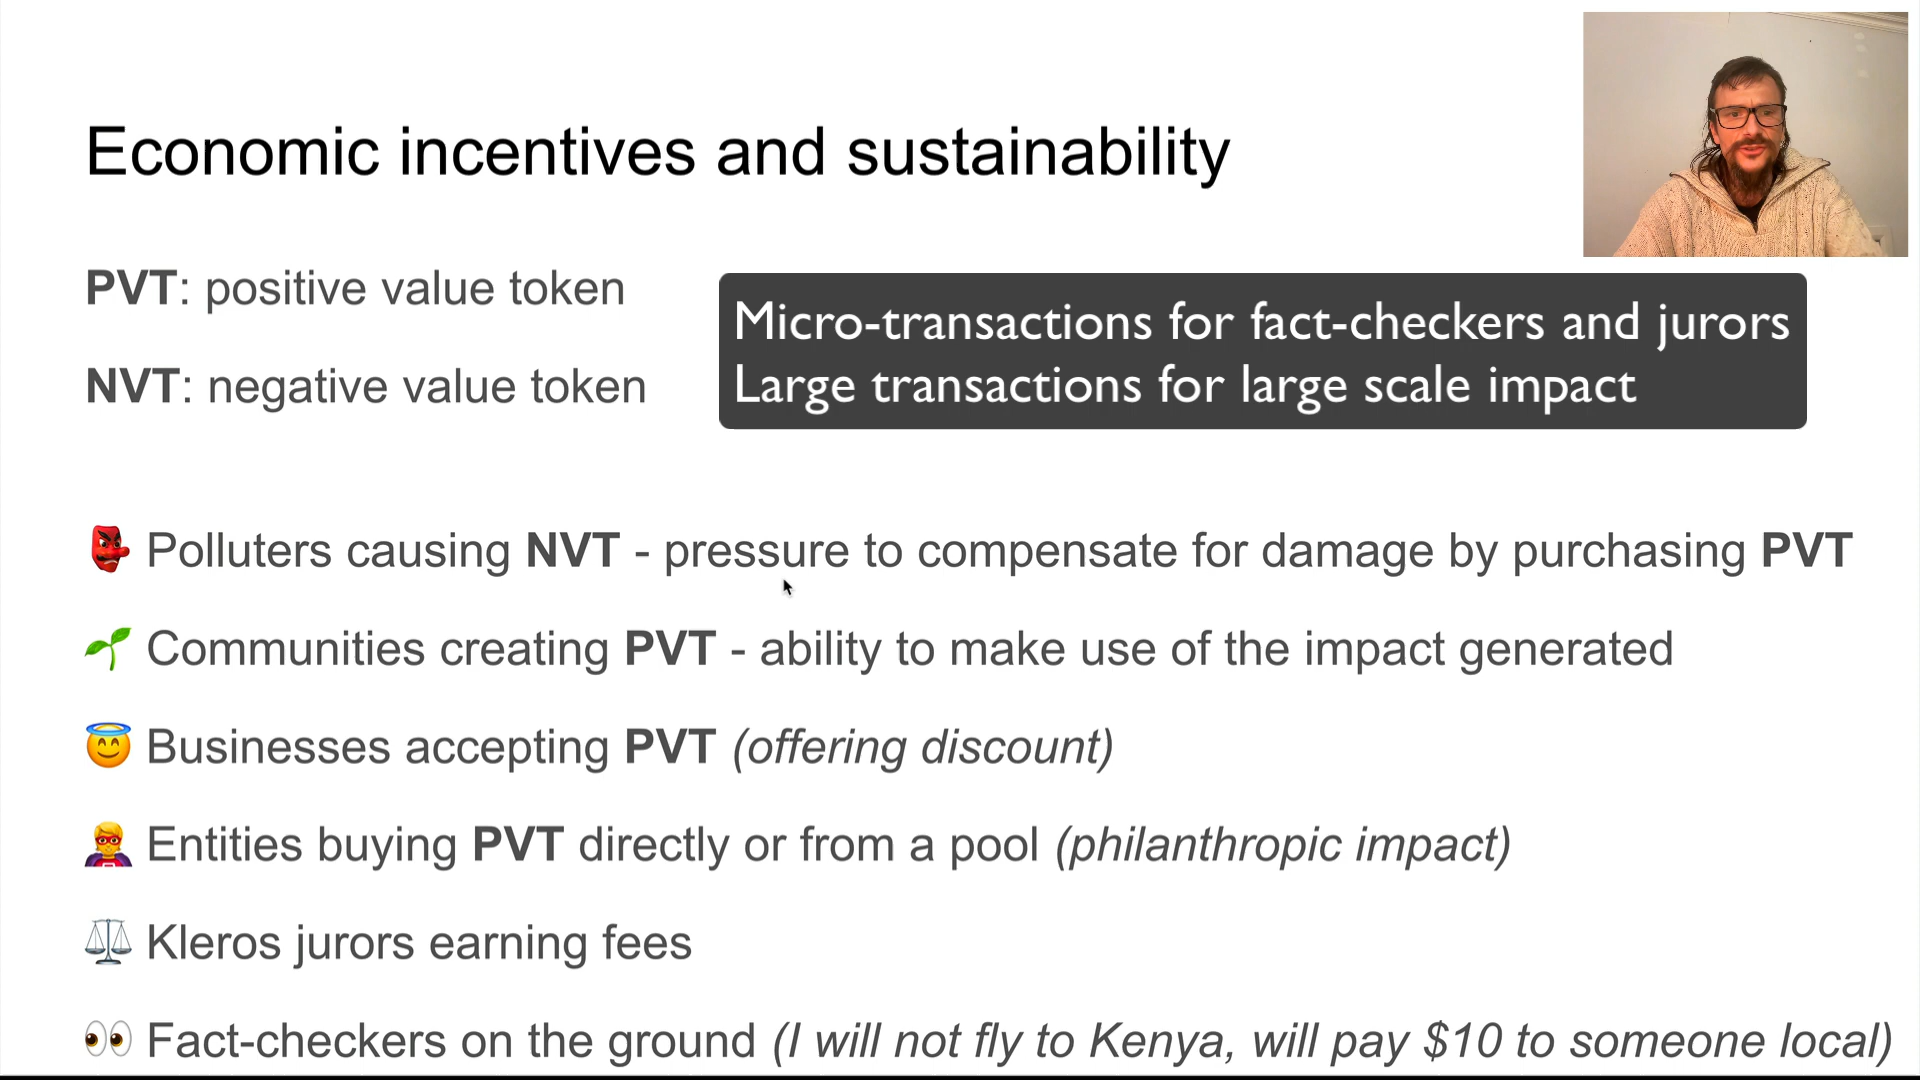 Economic incentives and sustainability
PVT: positive value token
NVT: negative value token
Micro-transactions for fact-checkers and jurors
Large transactions for large scale impact
Polluters causing NVT - pressure to compensate for damage by purchasing PVT
Communities creating PVT - ability to make use of the impact generated
Businesses accepting PVT (offering discount)
Entities buying PVT directly or from a pool (philanthropic impact)
Kleros jurors earning fees
Fact-checkers on the ground (I will not fly to Kenya, will pay $10 to someone local)